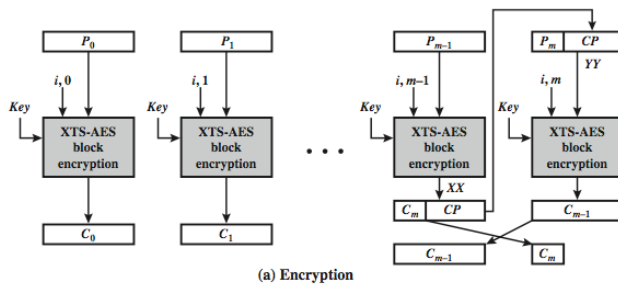 P0 P1 Pm–1 Pm CP
YY
i, 0 i, 1 i, m–1 i, m
Key Key Key Key
XTS-AES block encryption
XTS-AES block encryption
• • •
XTS-AES block encryption
XTS-AES block encryption
XX
Cm CP Cm–1
C0 C1 Cm–1 Cm
(a) Encryption